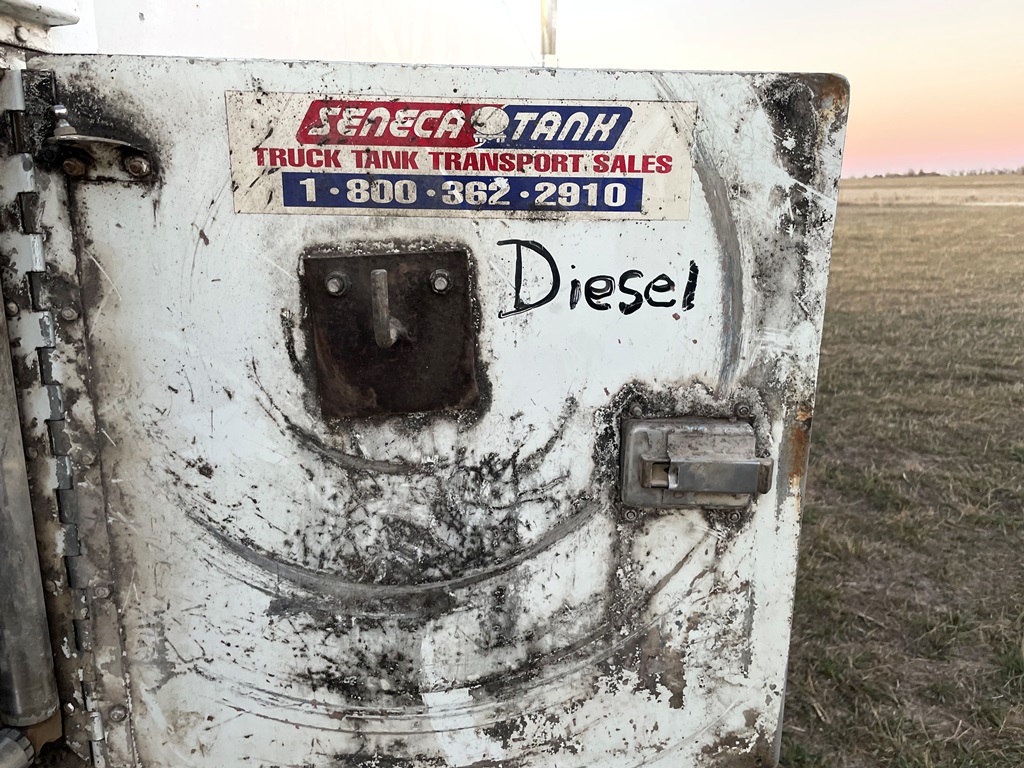 SENECA TANK
TRUCK TANK TRANSPORT SALES
1·800·362·2910
Diesel